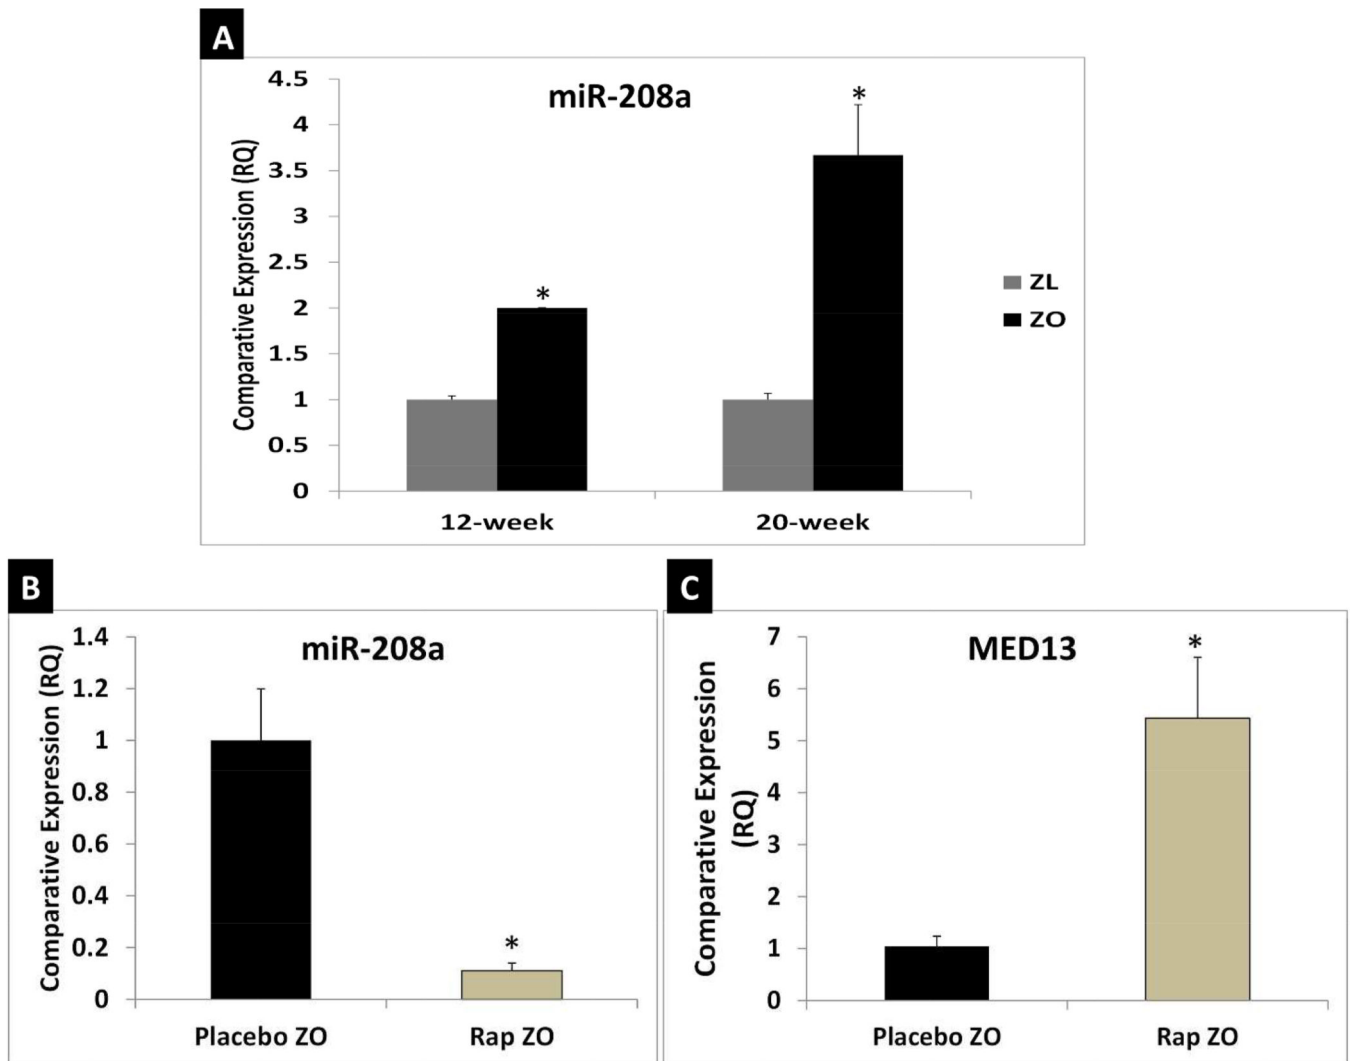 A
miR-208a
Comparative Expression (RQ)
4.5
4
3.5
3
2.5
2
1.5
1
0.5
0
*
*
12-week
20-week
ZL
ZO
B
miR-208a
Comparative Expression (RQ)
1.4
1.2
1
0.8
0.6
0.4
0.2
0
*
Placebo ZO
Rap ZO
C
MED13
Comparative Expression
(RQ)
7
6
5
4
3
2
1
0
*
Placebo ZO
Rap ZO